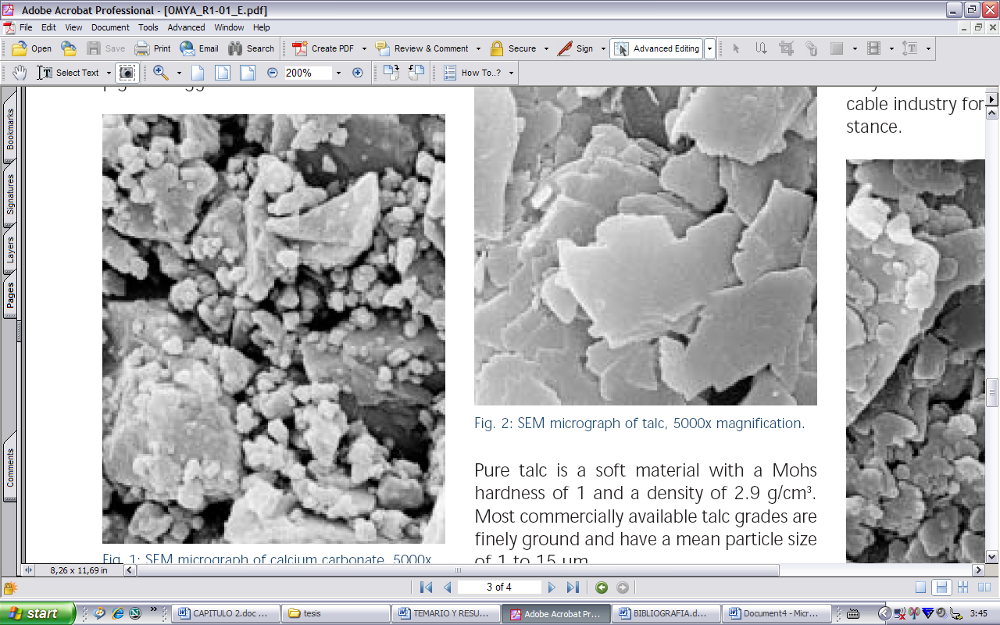 Adobe Acrobat Professional - [OMYA_R1-01_E.pdf]
File Edit View Document Tools Advanced Window Help
Open Save Print Email Search Create PDF Review & Comment Secure Sign Advanced Editing
Select Text 200% How To..?
Bookmarks
Signatures
Layers
Pages
Comments
cable industry for
stance.
Fig. 2: SEM micrograph of talc, 5000x magnification.
Pure talc is a soft material with a Mohs
hardness of 1 and a density of 2.9 g/cm³.
Most commercially available talc grades are
finely ground and have a mean particle size
of 1 to 15 µm
Fig. 1: SEM micrograph of calcium carbonate, 5000x
8,26 x 11,69 in
3 of 4
start CAPITULO 2.doc ... tesis TEMARIO Y RESU... Adobe Acrobat Pr... BIBLIOGRAFIA.d... Document4 - Micr... 3:45